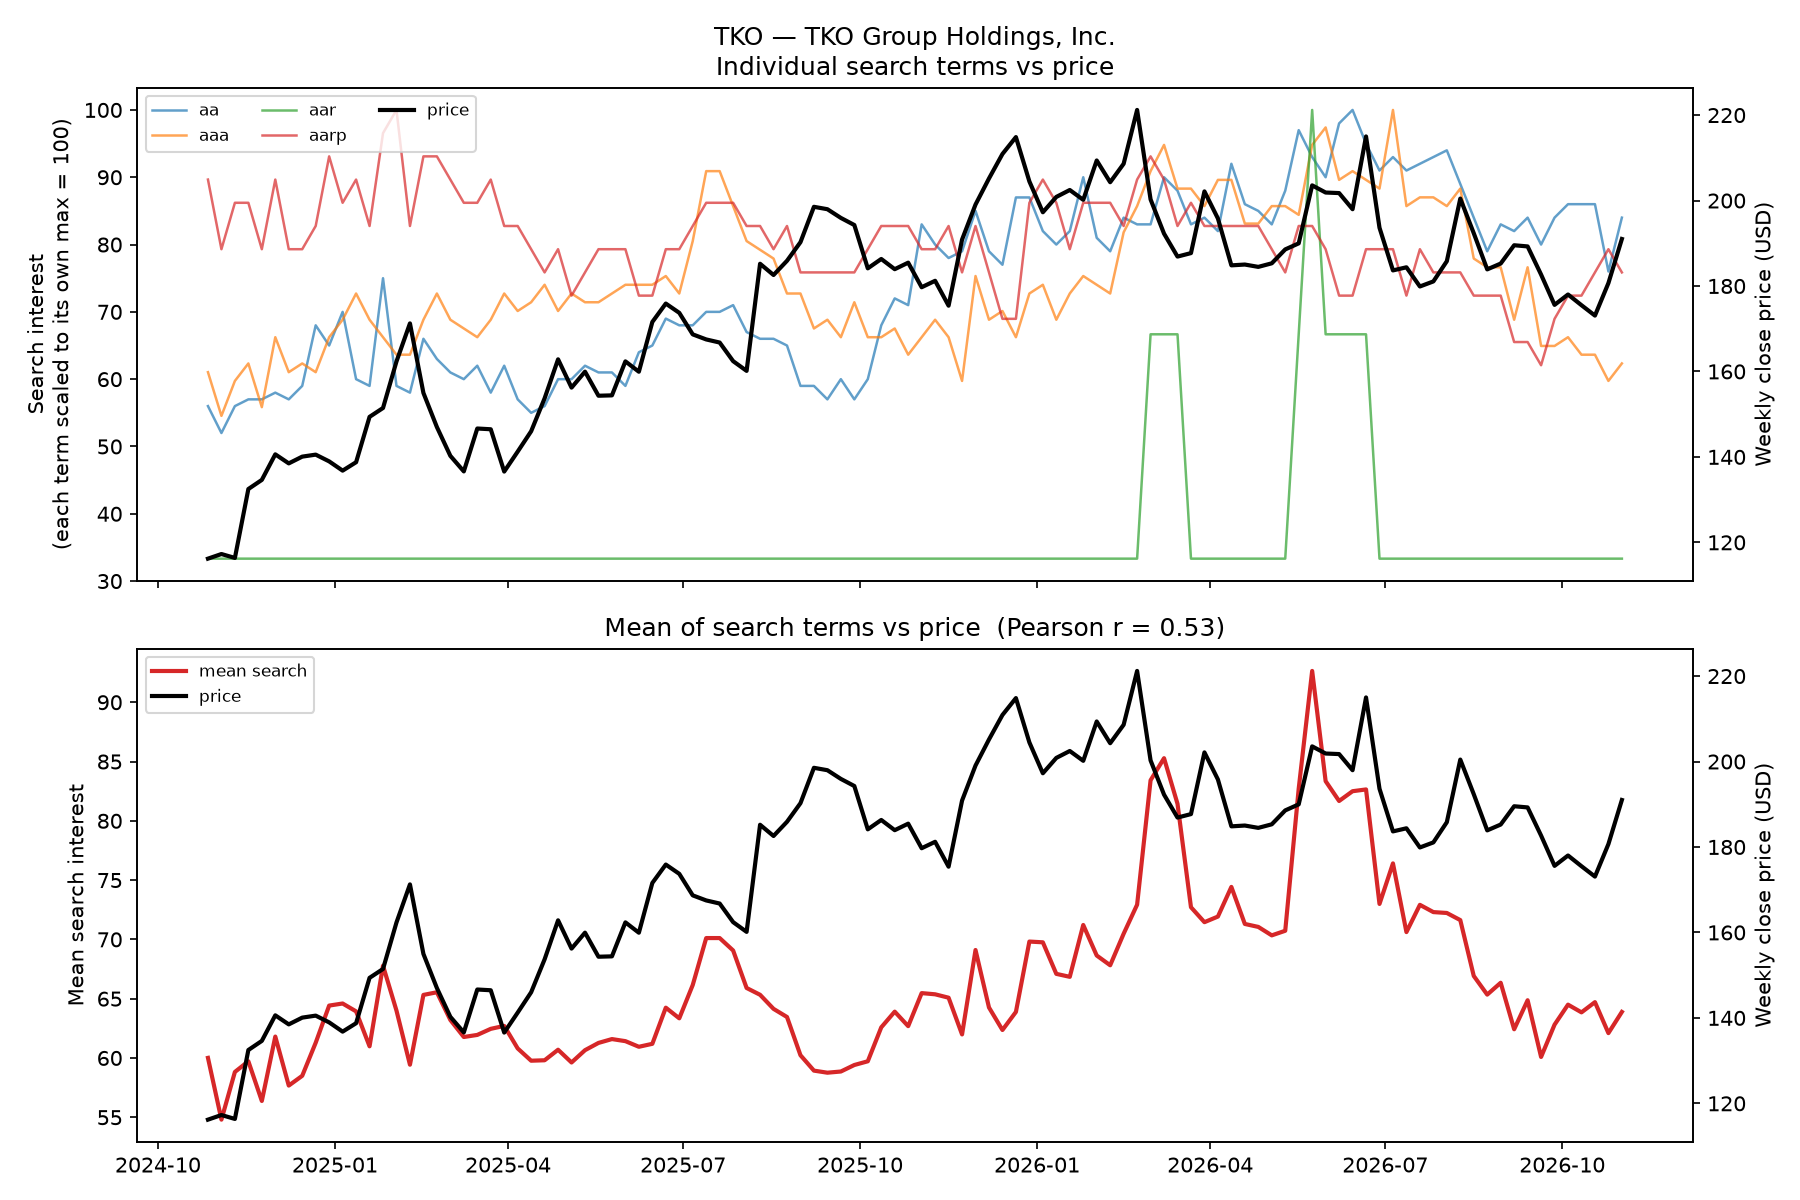 TKO — TKO Group Holdings, Inc.
Individual search terms vs price
aa
aaa
aar
aarp
price
Search interest
(each term scaled to its own max = 100)
100
90
80
70
60
50
40
30
220
200
180
160
140
120
Weekly close price (USD)
Mean of search terms vs price (Pearson r = 0.53)
mean search
price
Mean search interest
90
85
80
75
70
65
60
55
220
200
180
160
140
120
Weekly close price (USD)
2024-10
2025-01
2025-04
2025-07
2025-10
2026-01
2026-04
2026-07
2026-10